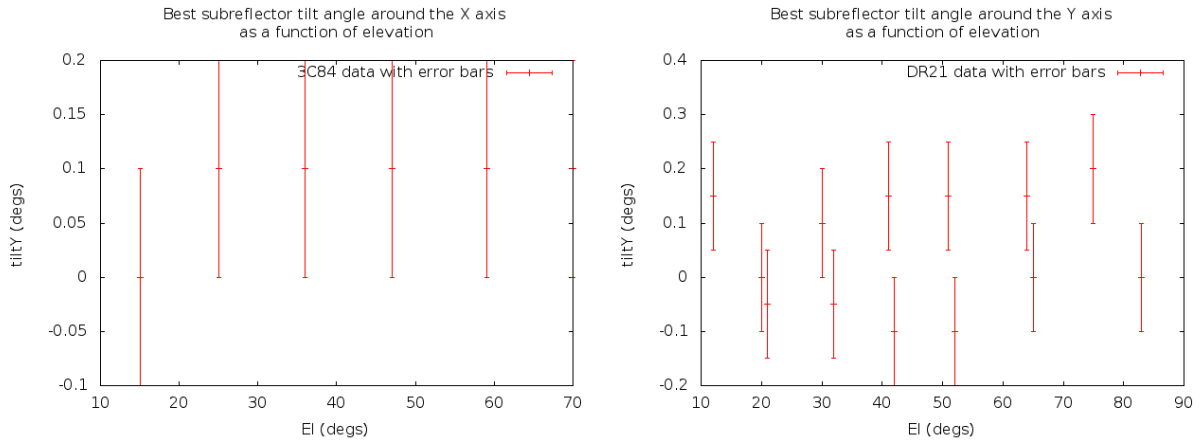 Best subreflector tilt angle around the X axis
as a function of elevation
3C84 data with error bars
0.2
0.15
0.1
0.05
0
-0.05
-0.1
tiltY (degs)
10 20 30 40 50 60 70
El (degs)
Best subreflector tilt angle around the Y axis
as a function of elevation
DR21 data with error bars
0.4
0.3
0.2
0.1
0
-0.1
-0.2
tiltY (degs)
10 20 30 40 50 60 70 80 90
El (degs)